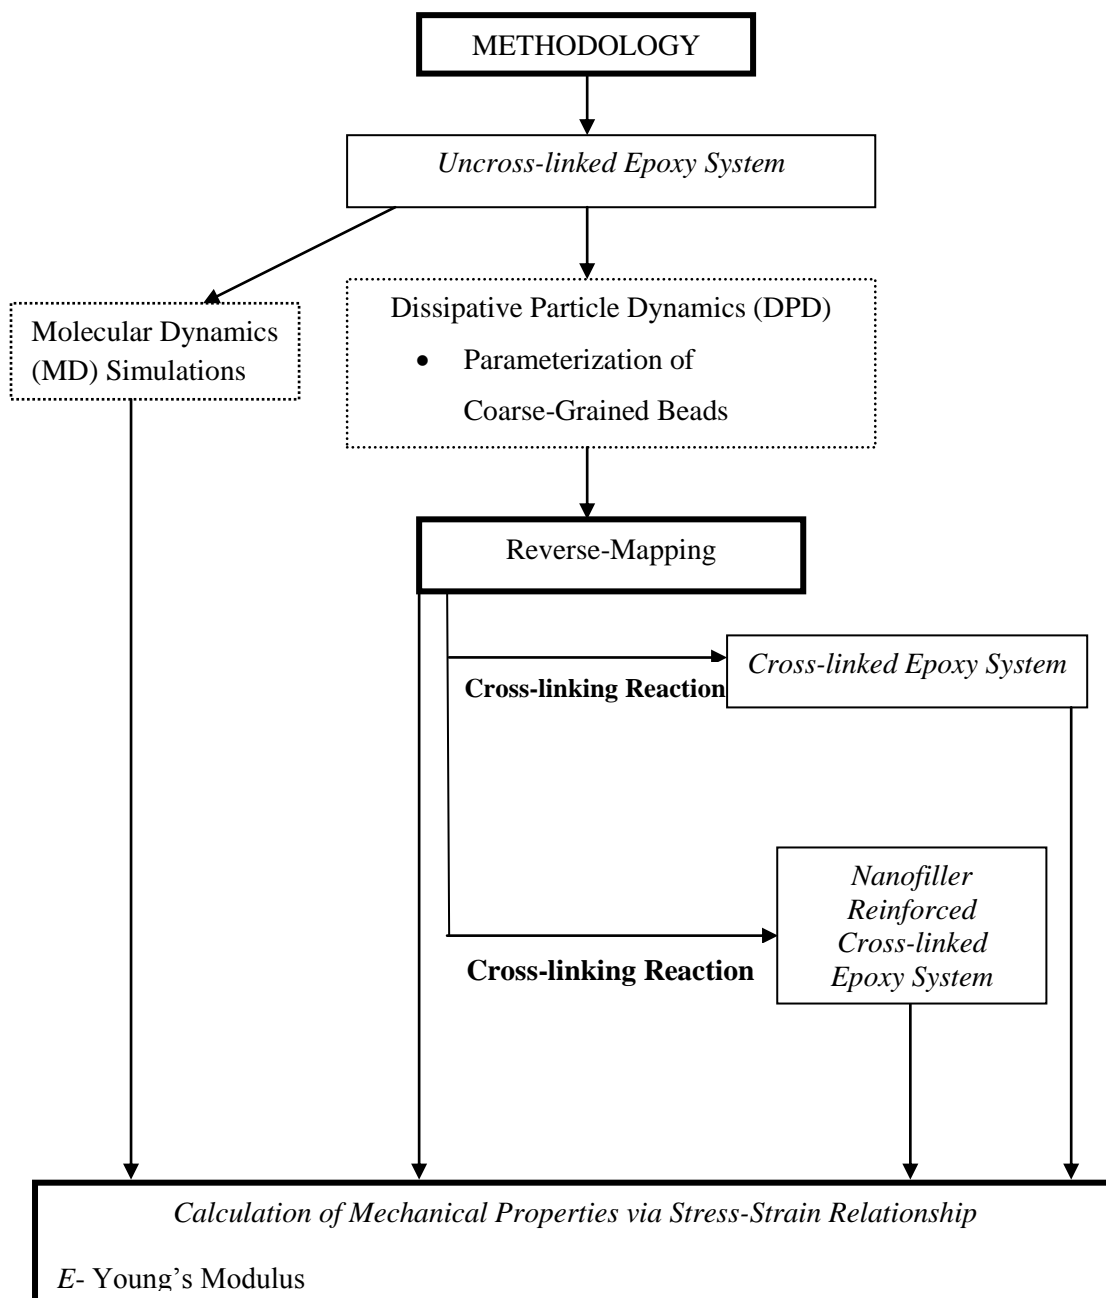 METHODOLOGY
Uncross-linked Epoxy System
Molecular Dynamics
(MD) Simulations
Dissipative Particle Dynamics (DPD)
• Parameterization of
Coarse-Grained Beads
Reverse-Mapping
Cross-linking Reaction
Cross-linked Epoxy System
Cross-linking Reaction
Nanofiller
Reinforced
Cross-linked
Epoxy System
Calculation of Mechanical Properties via Stress-Strain Relationship
E- Young’s Modulus